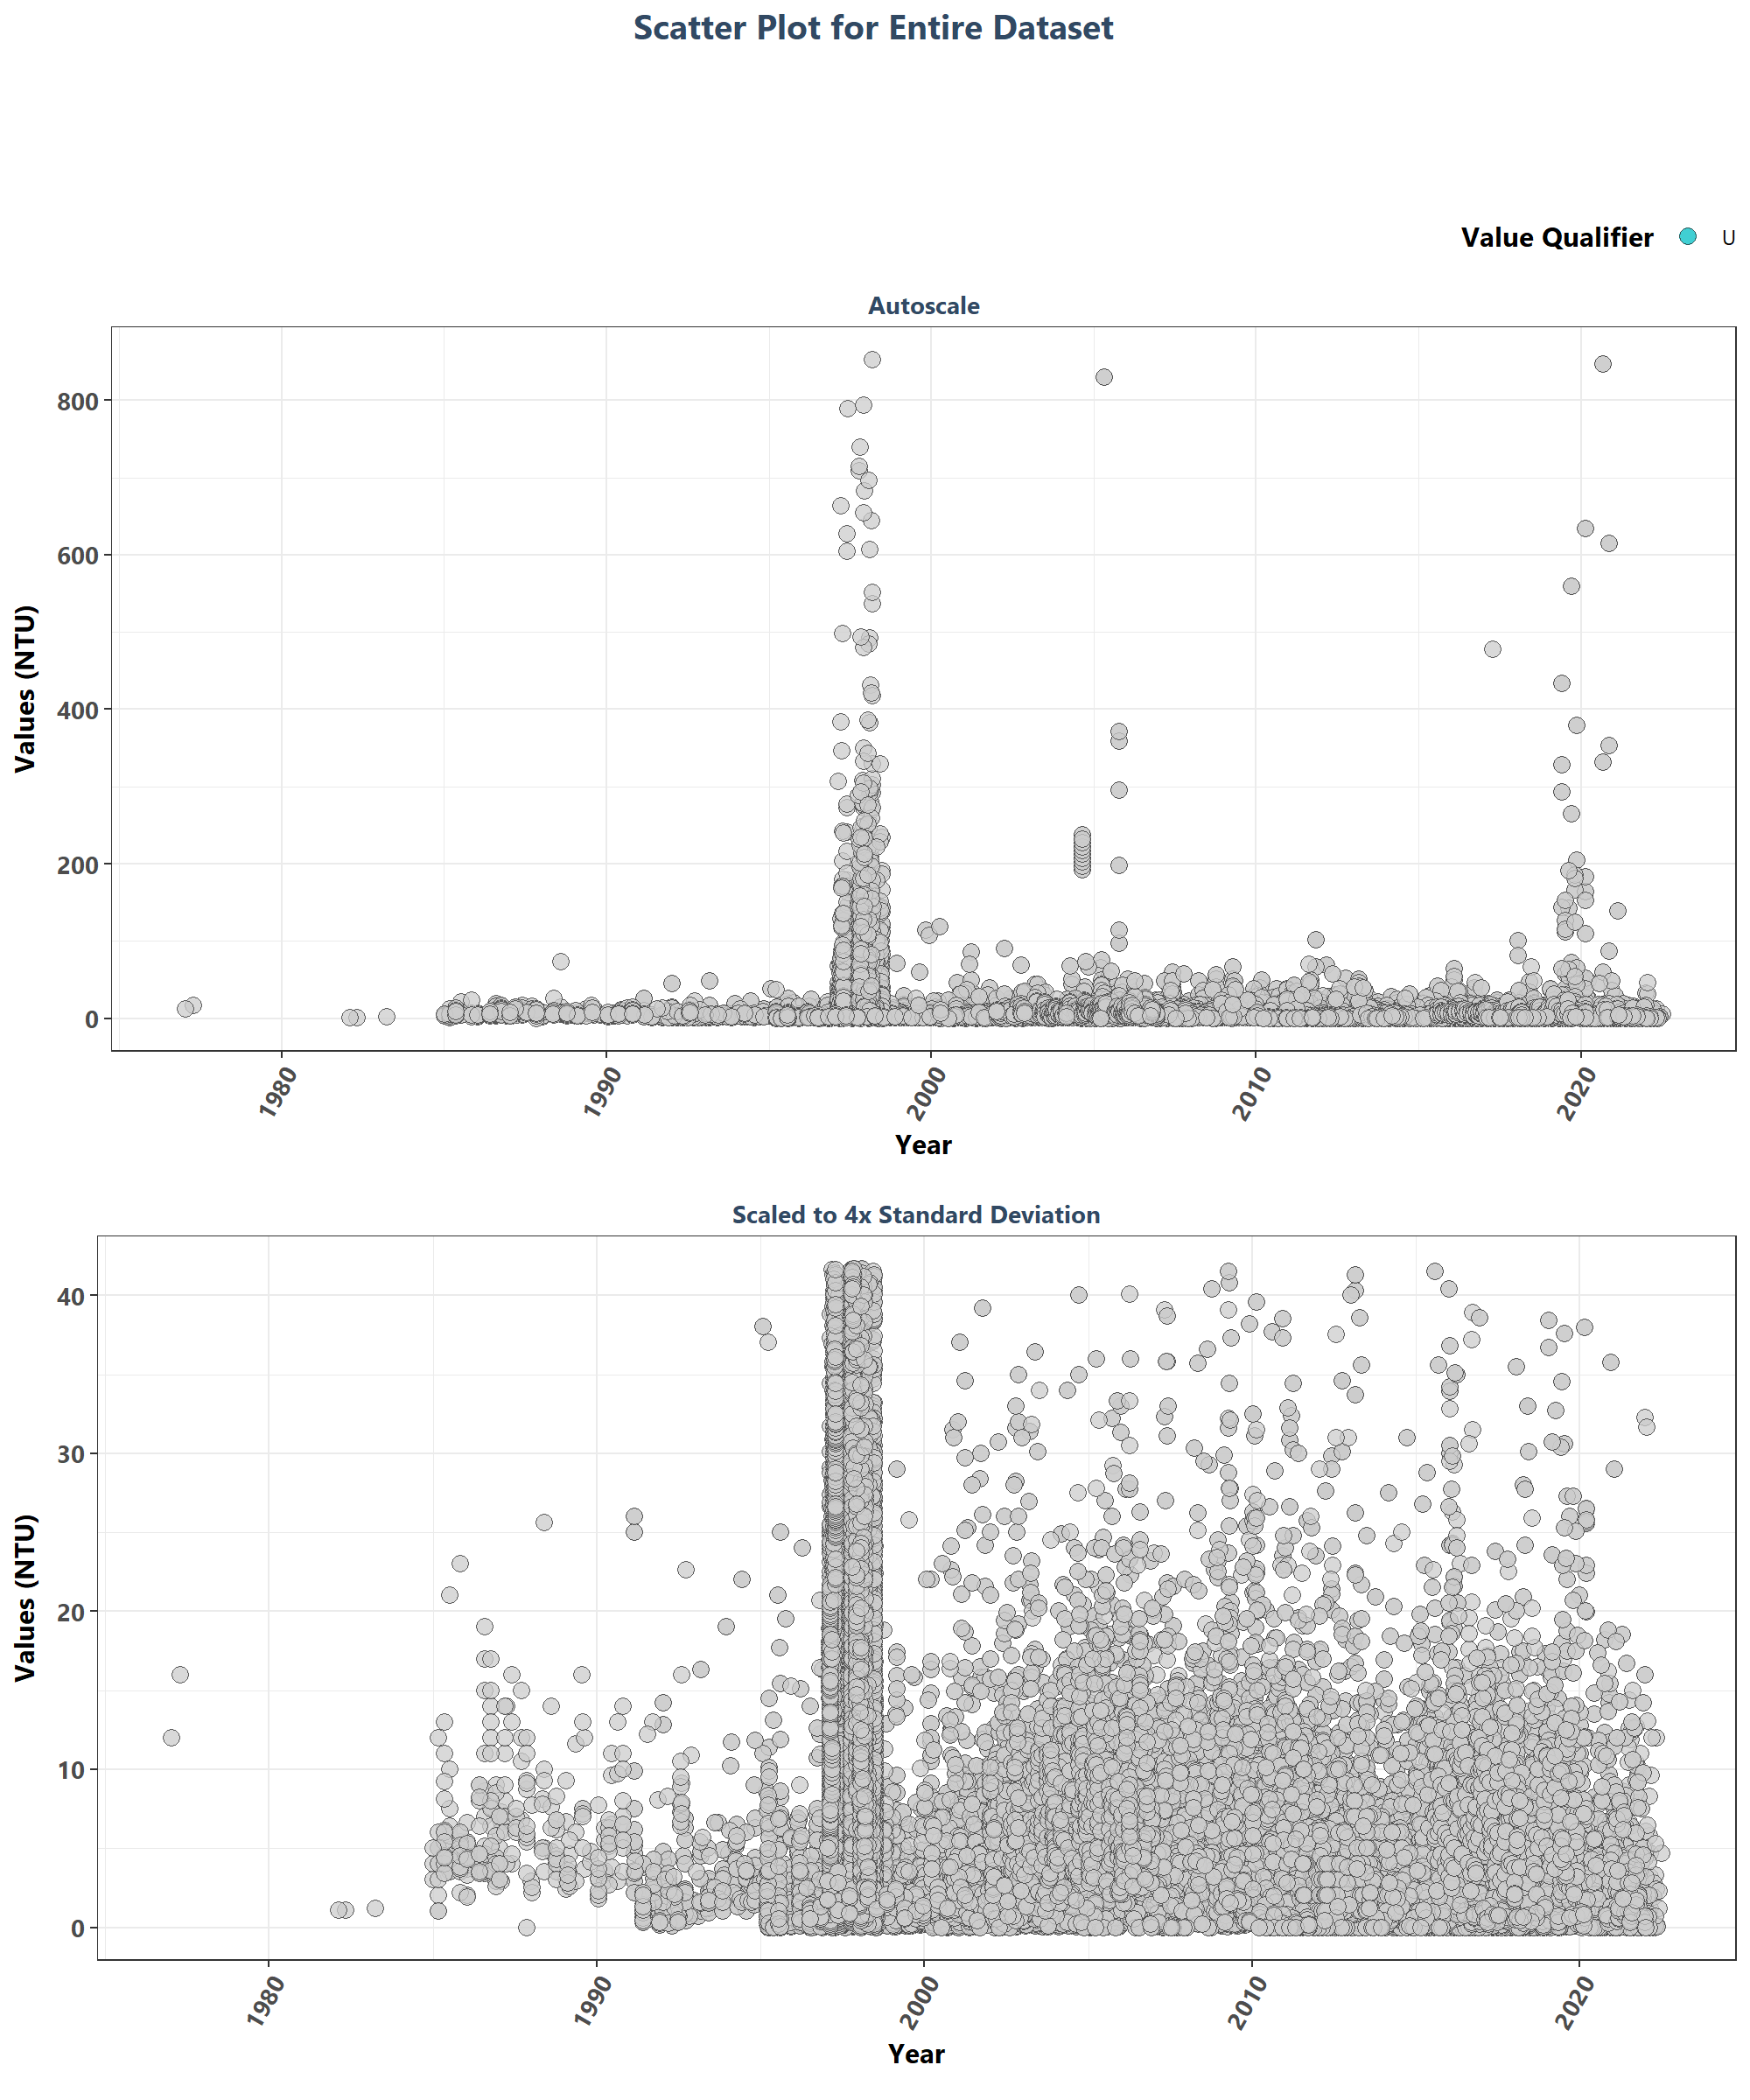 Scatter Plot for Entire Dataset
Value Qualifier U
Autoscale
Values (NTU)
800
600
400
200
0
1980 1990 2000 2010 2020
Year
Scaled to 4x Standard Deviation
Values (NTU)
40
30
20
10
0
1980 1990 2000 2010 2020
Year